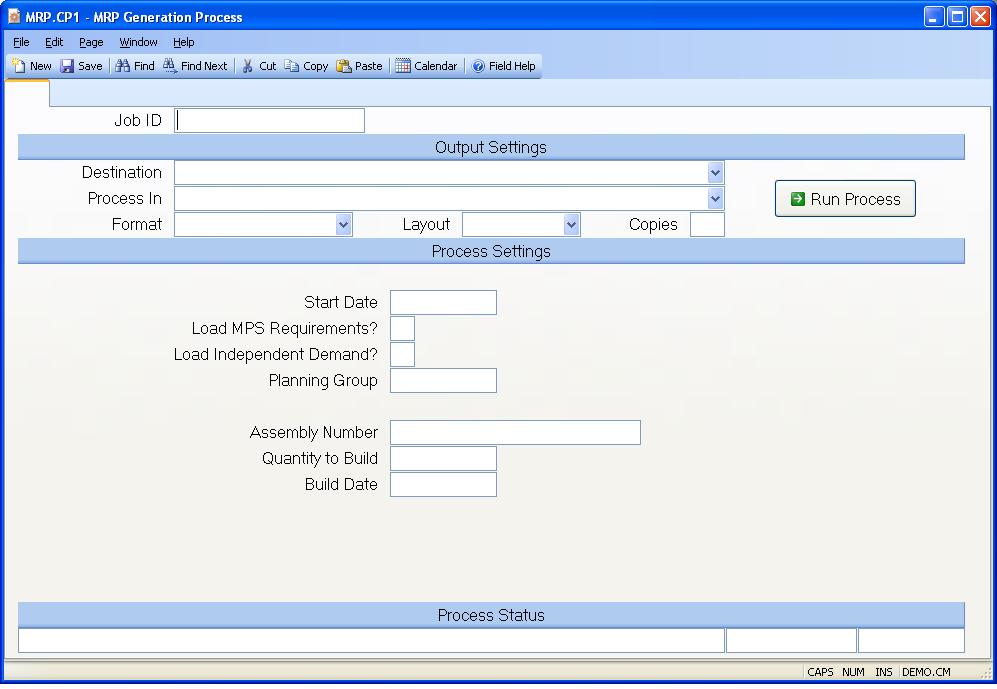 MRP.CP1 - MRP Generation Process
File Edit Page Window Help
New Save Find Find Next Cut Copy Paste Calendar Field Help
Job ID
Output Settings
Destination
Process In
Run Process
Format Layout Copies
Process Settings
Start Date
Load MPS Requirements?
Load Independent Demand?
Planning Group
Assembly Number
Quantity to Build
Build Date
Process Status
CAPS NUM INS DEMO.CM